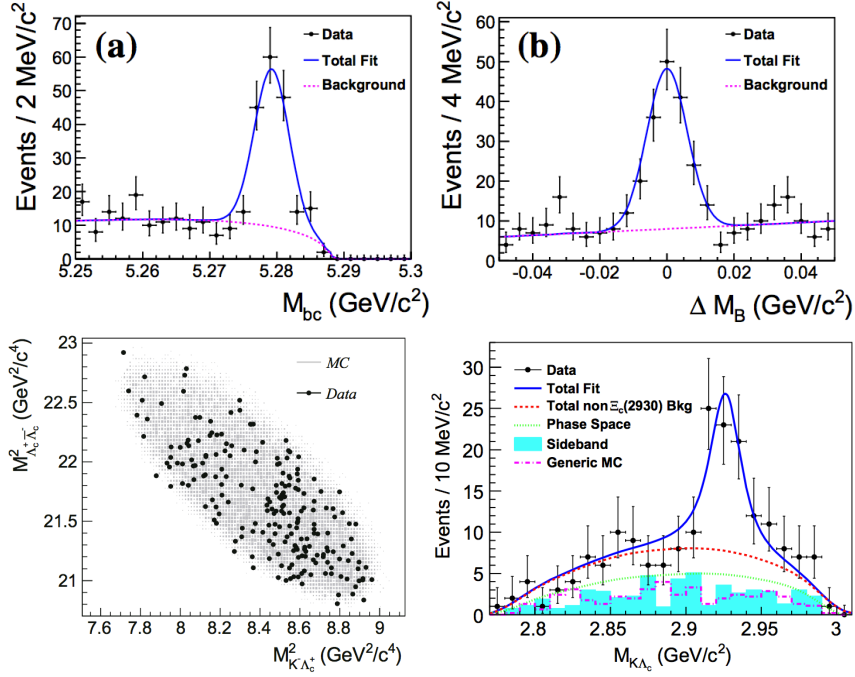 (a)
Data
Total Fit
Background
Events / 2 MeV/c²
70
60
50
40
30
20
10
0
5.25 5.26 5.27 5.28 5.29 5.3
M_bc (GeV/c²)
(b)
Data
Total Fit
Background
Events / 4 MeV/c²
60
50
40
30
20
10
0
-0.04 -0.02 0 0.02 0.04
Δ M_B (GeV/c²)
MC
Data
M²_Λc⁺Λ̄c⁻ (GeV²/c⁴)
23
22.5
22
21.5
21
7.6 7.8 8 8.2 8.4 8.6 8.8 9
M²_K⁻Λc⁺ (GeV²/c⁴)
Data
Total Fit
Total non Ξc(2930) Bkg
Phase Space
Sideband
Generic MC
Events / 10 MeV/c²
30
25
20
15
10
5
0
2.8 2.85 2.9 2.95 3
M_KΛc (GeV/c²)